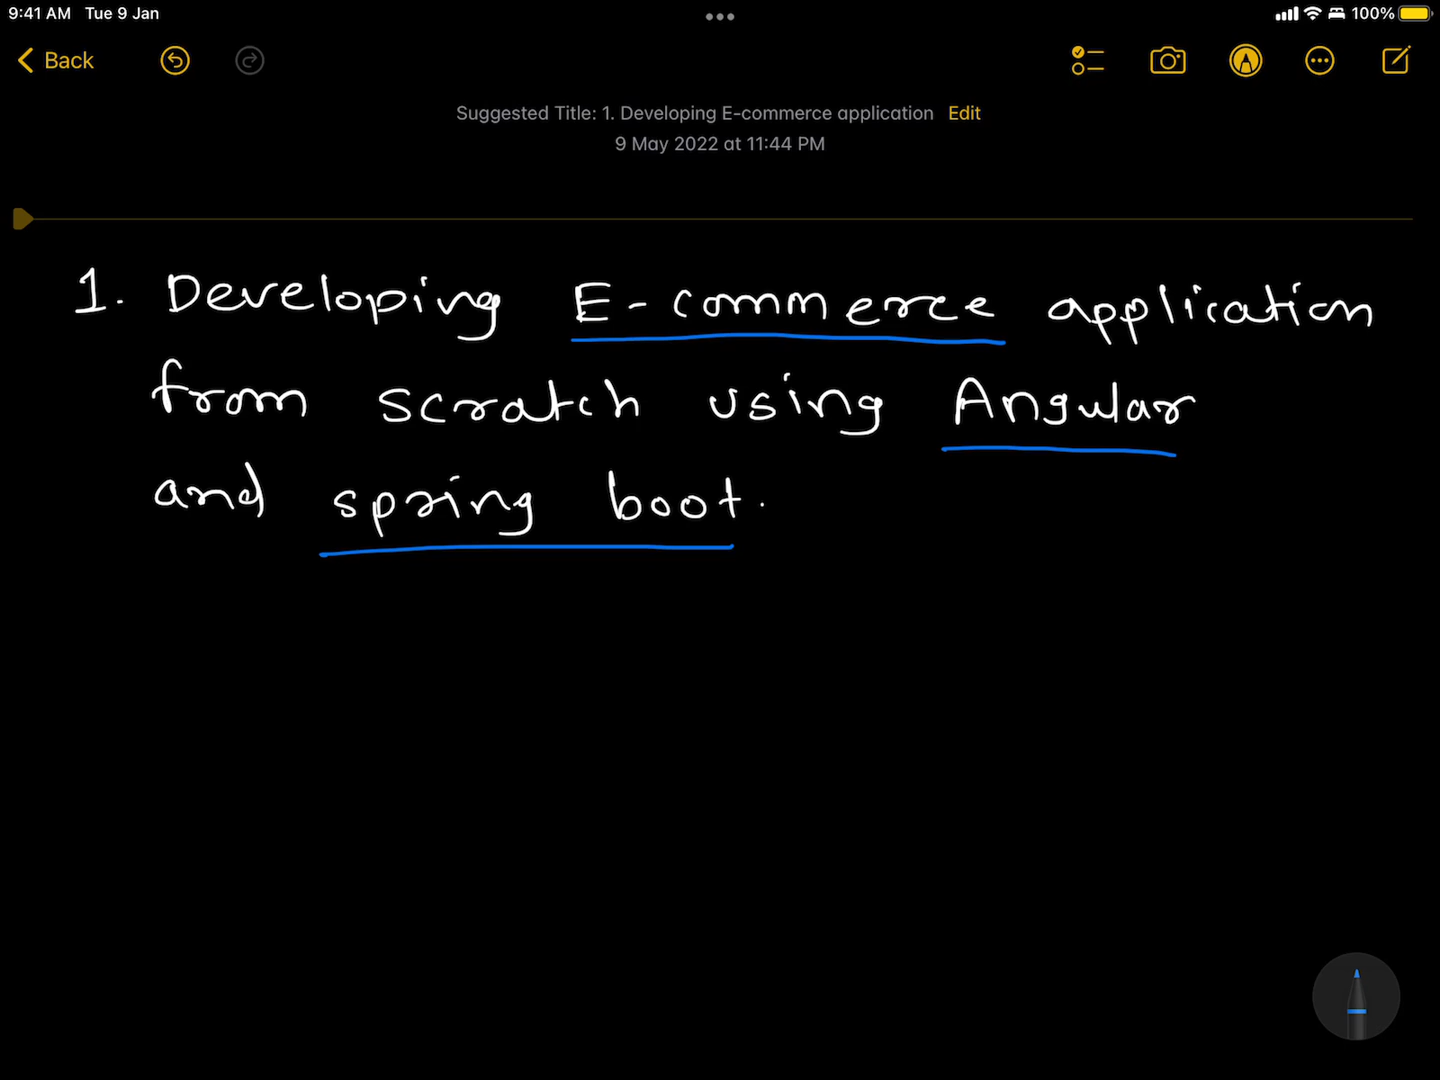 9:41 AM Tue 9 Jan 100%
Back
Suggested Title: 1. Developing E-commerce application Edit
9 May 2022 at 11:44 PM
1. Developing E-commerce application
from scratch using Angular
and spring boot.